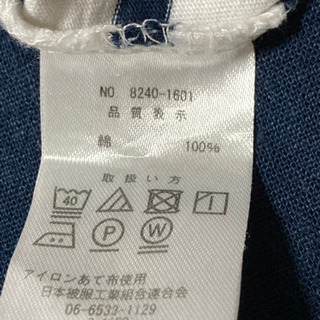 NO 8240-1601
品質表示
綿 100%
取扱い方
40
P W
アイロンあて布使用
日本被服工業組合連合会
06-6533-1129